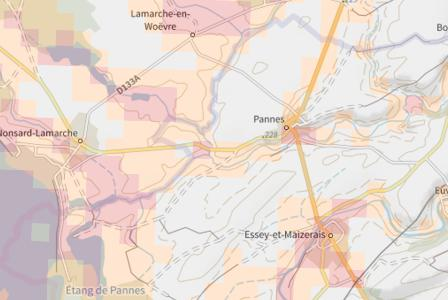 Lamarche-en-
Woëvre
D133A
Nonsard-Lamarche
Pannes
228
Essey-et-Maizerais
Étang de Pannes